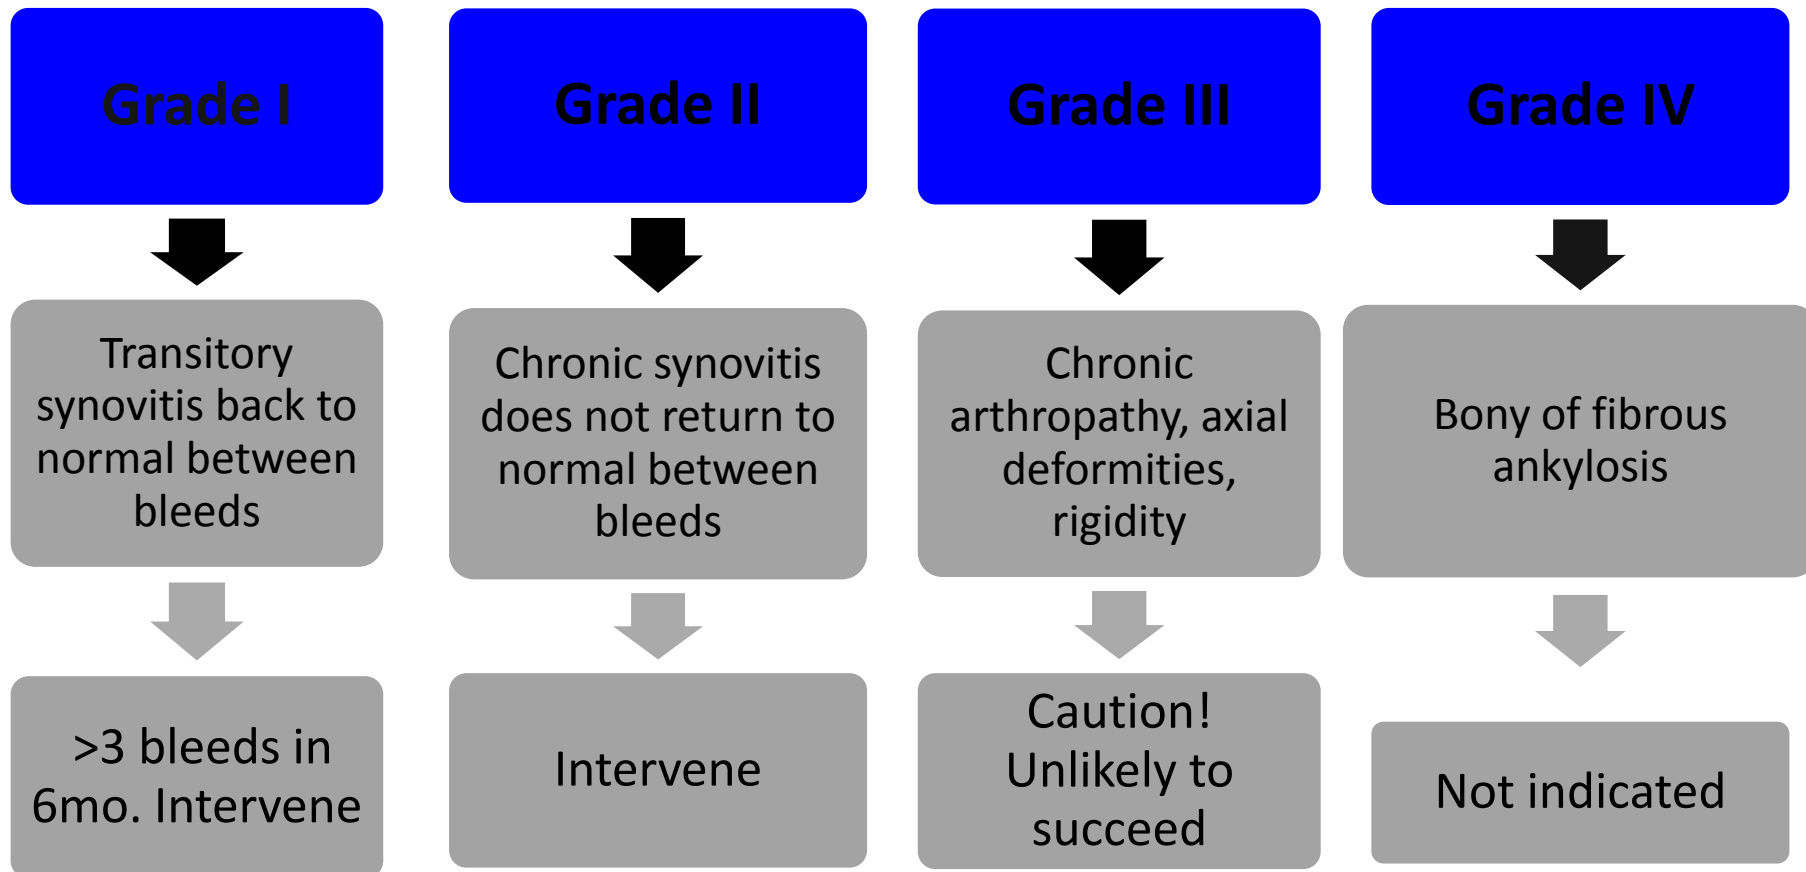 Grade I
Grade II
Grade III
Grade IV
Transitory
synovitis back to
normal between
bleeds
Chronic synovitis
does not return to
normal between
bleeds
Chronic
arthropathy, axial
deformities,
rigidity
Bony of fibrous
ankylosis
>3 bleeds in
6mo. Intervene
Intervene
Caution!
Unlikely to
succeed
Not indicated